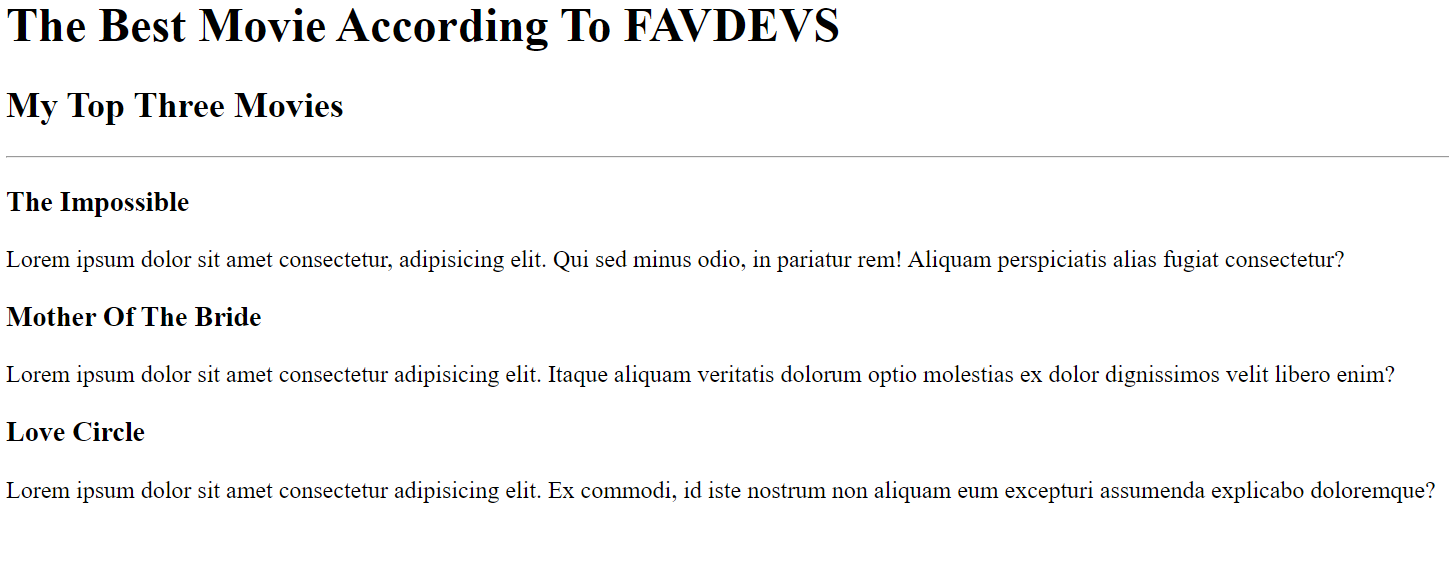 The Best Movie According To FAVDEVS
My Top Three Movies
The Impossible
Lorem ipsum dolor sit amet consectetur, adipisicing elit. Qui sed minus odio, in pariatur rem! Aliquam perspiciatis alias fugiat consectetur?
Mother Of The Bride
Lorem ipsum dolor sit amet consectetur adipisicing elit. Itaque aliquam veritatis dolorum optio molestias ex dolor dignissimos velit libero enim?
Love Circle
Lorem ipsum dolor sit amet consectetur adipisicing elit. Ex commodi, id iste nostrum non aliquam eum excepturi assumenda explicabo doloremque?